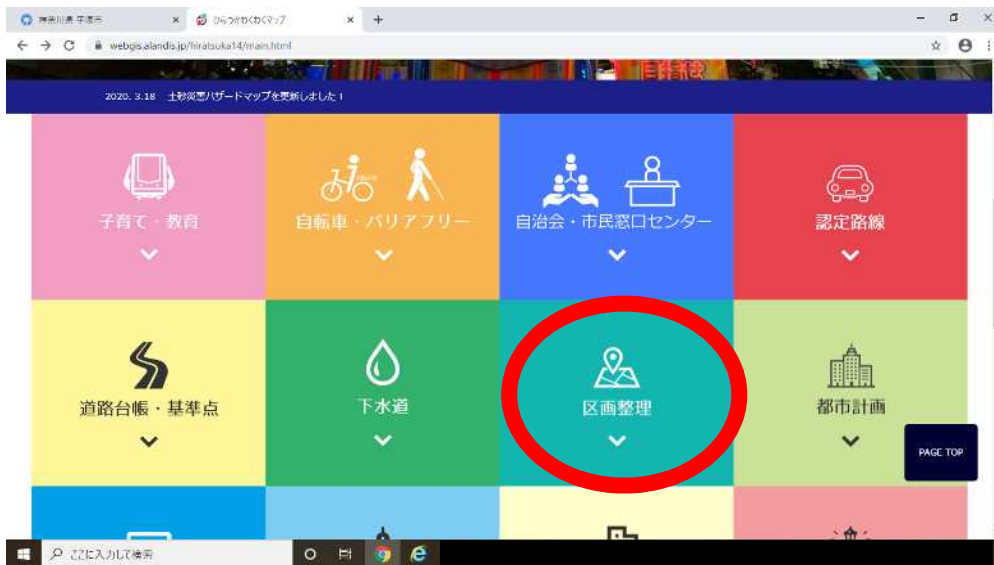 神奈川県 平塚市
ひらつかわくわくマップ
webgis.alandis.jp/hiratsuka14/main.html
2020. 3.18 土砂災害ハザードマップを更新しました!
子育て・教育
自転車・バリアフリー
自治会・市民窓口センター
認定路線
道路台帳・基準点
下水道
区画整理
都市計画
PAGE TOP
ここに入力して検索